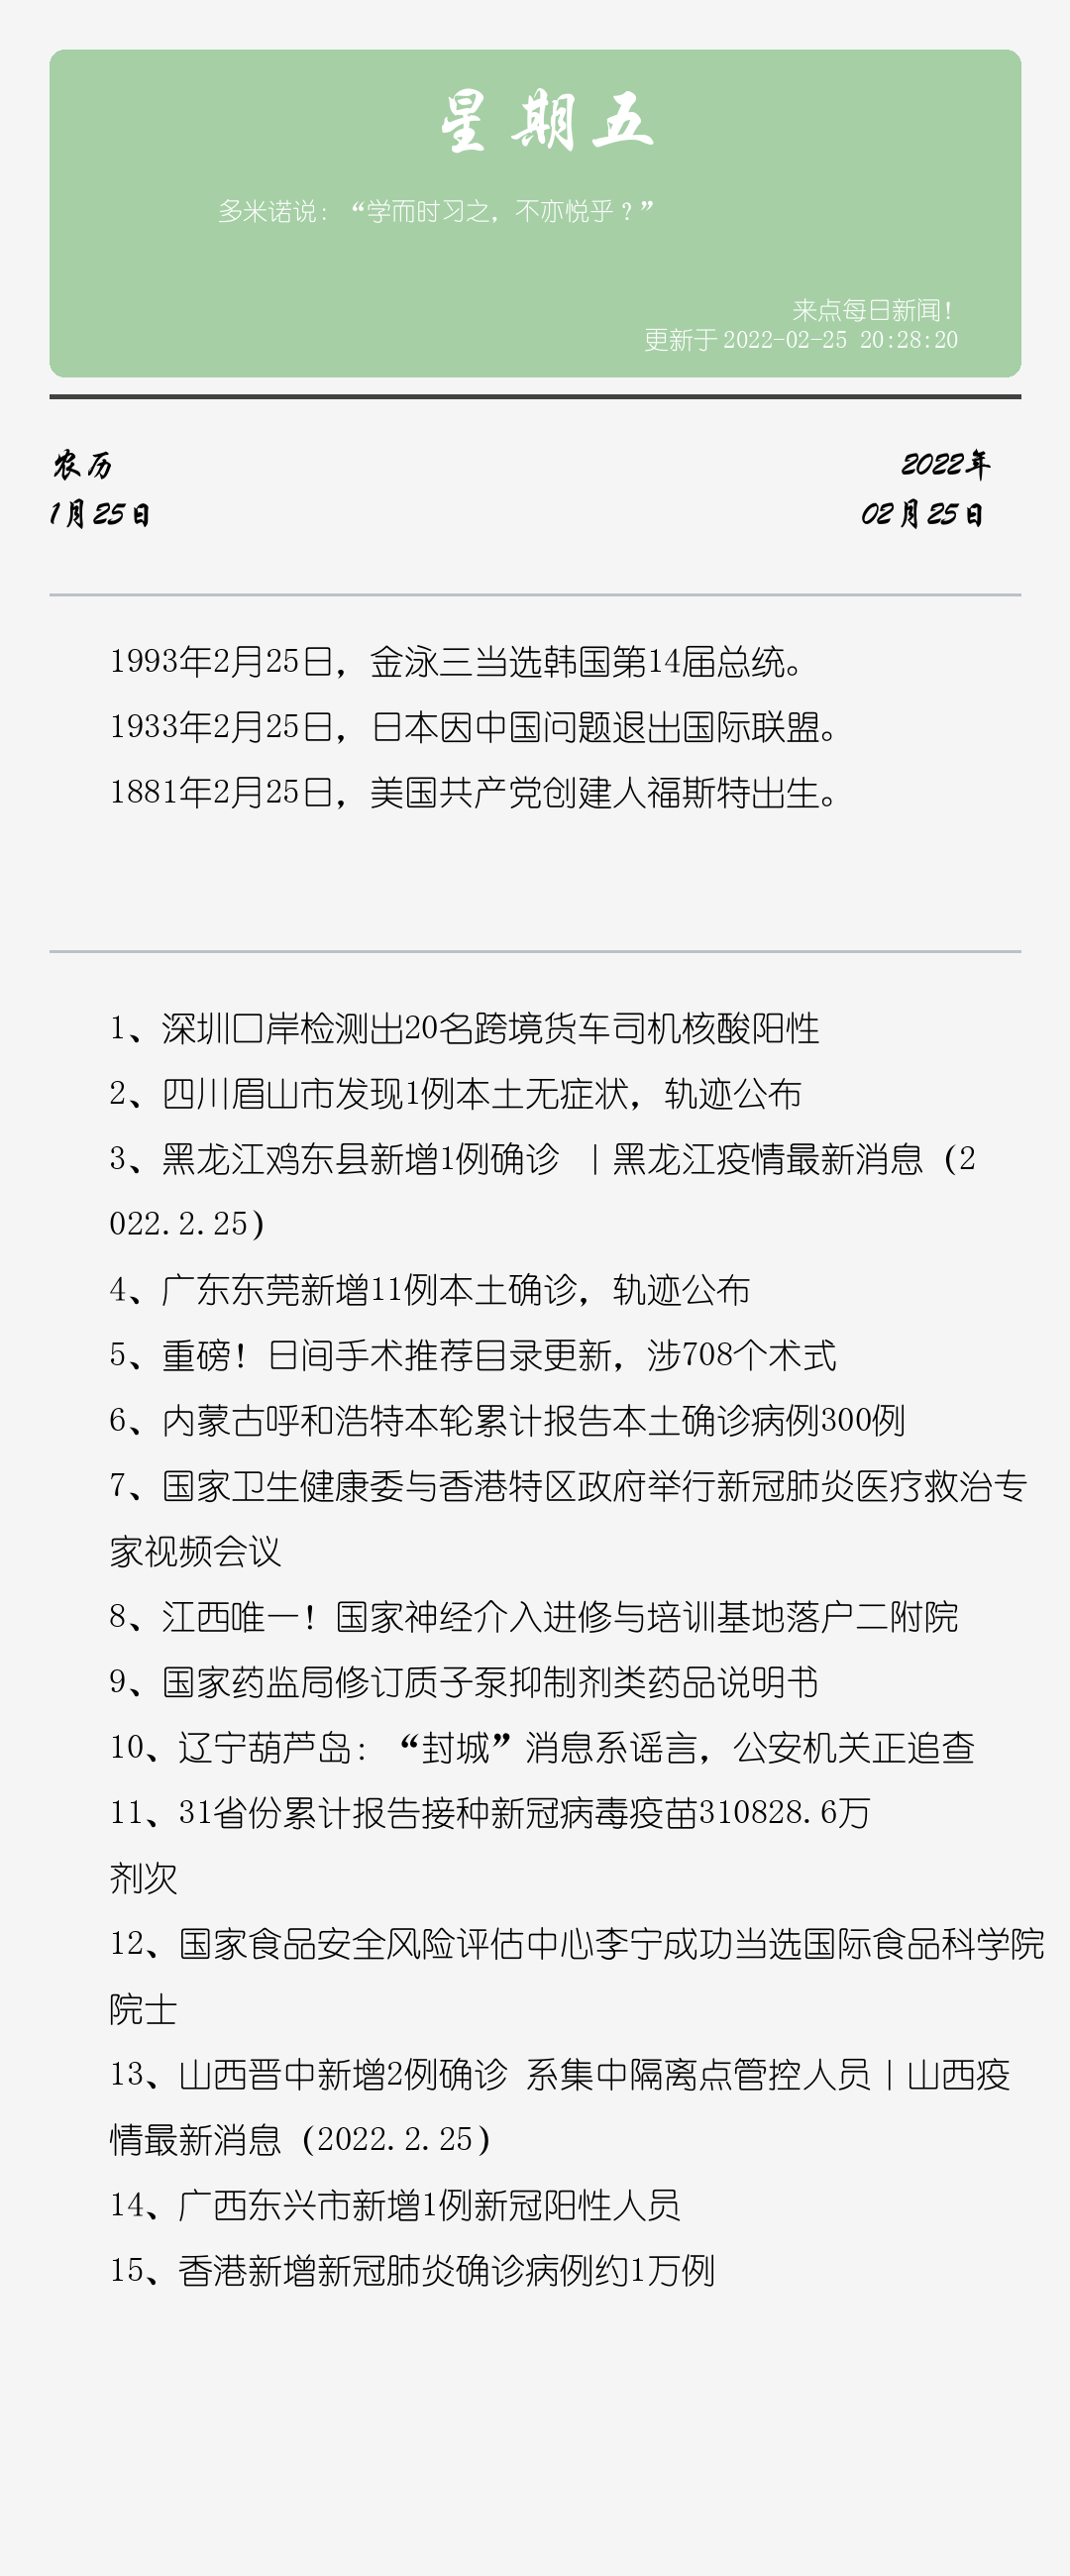 星期五
多米诺说：“学而时习之，不亦悦乎？”
来点每日新闻！
更新于 2022-02-25 20:28:20
农历
2022年
1月25日
02月25日
1993年2月25日，金泳三当选韩国第14届总统。
1933年2月25日，日本因中国问题退出国际联盟。
1881年2月25日，美国共产党创建人福斯特出生。
1、深圳口岸检测出20名跨境货车司机核酸阳性
2、四川眉山市发现1例本土无症状，轨迹公布
3、黑龙江鸡东县新增1例确诊 丨黑龙江疫情最新消息（2
022.2.25）
4、广东东莞新增11例本土确诊，轨迹公布
5、重磅！日间手术推荐目录更新，涉708个术式
6、内蒙古呼和浩特本轮累计报告本土确诊病例300例
7、国家卫生健康委与香港特区政府举行新冠肺炎医疗救治专
家视频会议
8、江西唯一！国家神经介入进修与培训基地落户二附院
9、国家药监局修订质子泵抑制剂类药品说明书
10、辽宁葫芦岛：“封城”消息系谣言，公安机关正追查
11、31省份累计报告接种新冠病毒疫苗310828.6万
剂次
12、国家食品安全风险评估中心李宁成功当选国际食品科学院
院士
13、山西晋中新增2例确诊 系集中隔离点管控人员丨山西疫
情最新消息（2022.2.25）
14、广西东兴市新增1例新冠阳性人员
15、香港新增新冠肺炎确诊病例约1万例